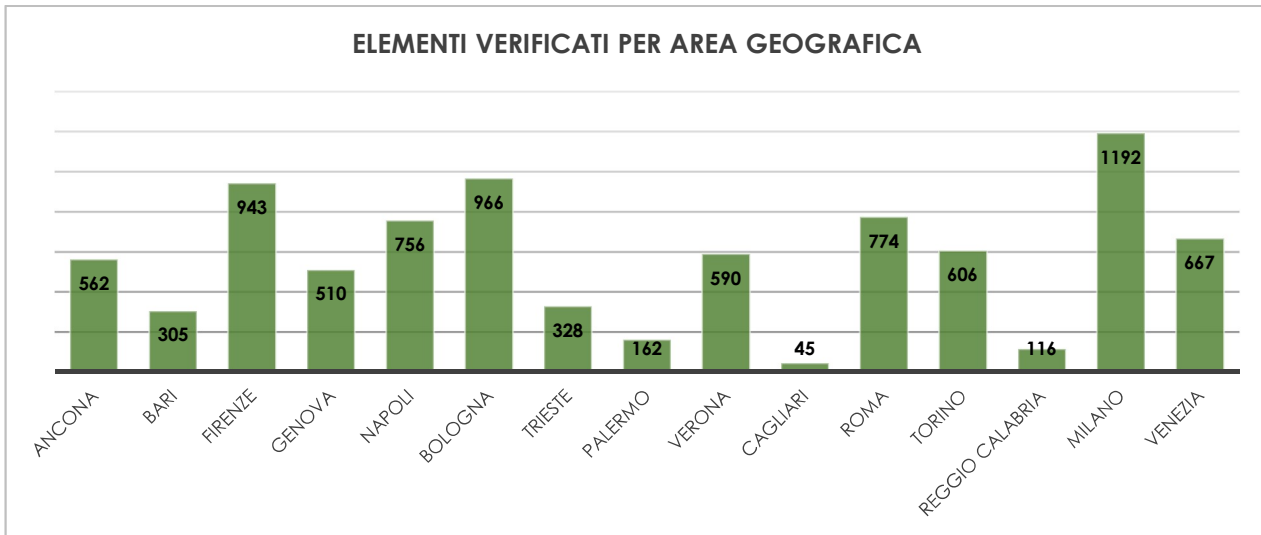 ELEMENTI VERIFICATI PER AREA GEOGRAFICA
562
305
943
510
756
966
328
162
590
45
774
606
116
1192
667
ANCONA
BARI
FIRENZE
GENOVA
NAPOLI
BOLOGNA
TRIESTE
PALERMO
VERONA
CAGLIARI
ROMA
TORINO
REGGIO CALABRIA
MILANO
VENEZIA